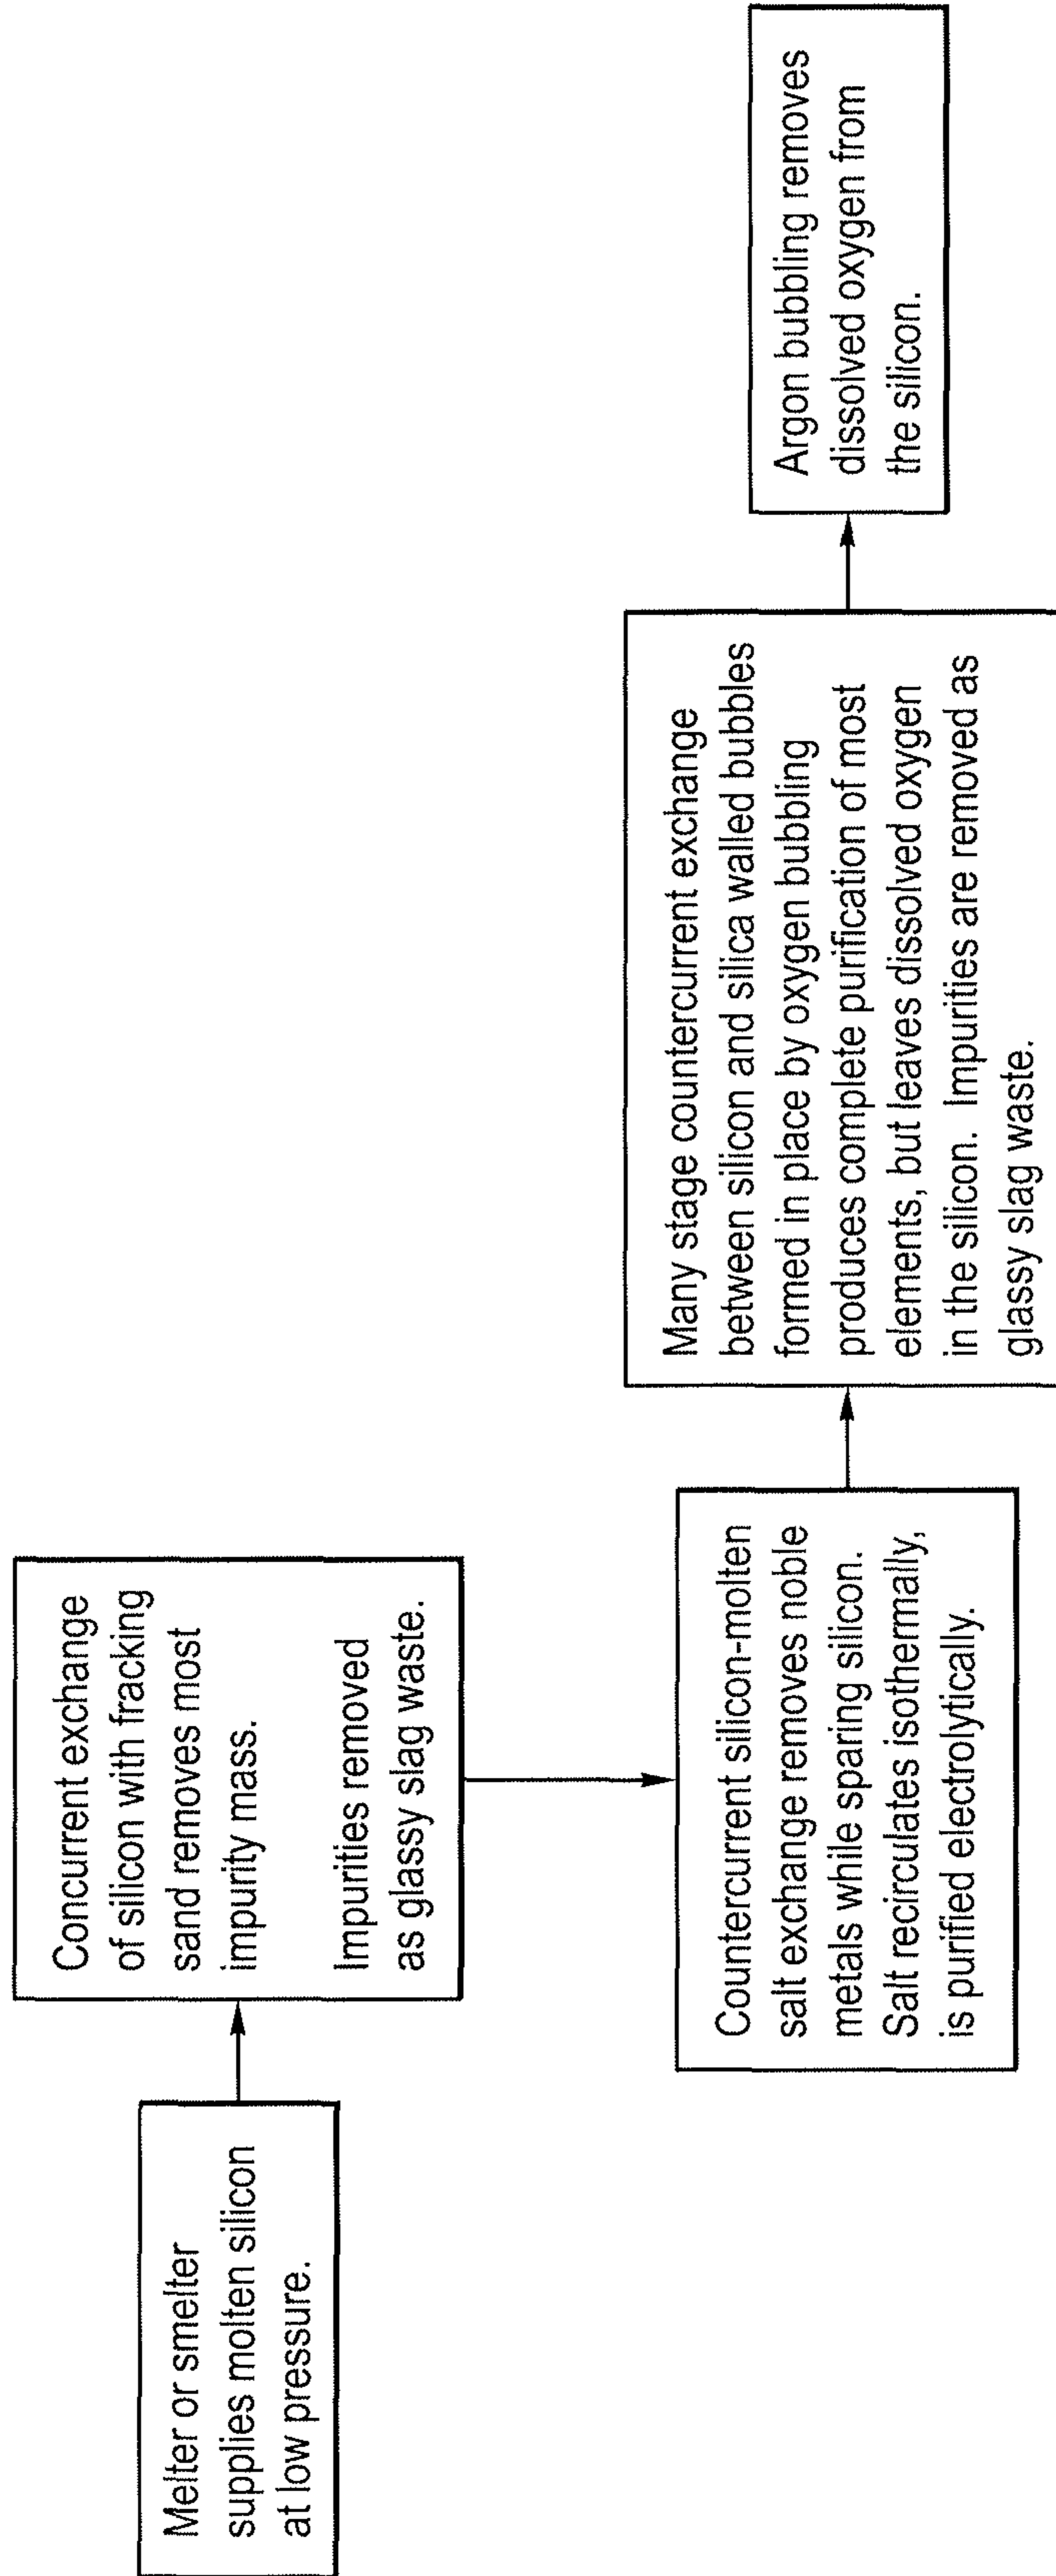 Melter or smelter
supplies molten silicon
at low pressure.
Concurrent exchange
of silicon with fracking
sand removes most
impurity mass.
Impurities removed
as glassy slag waste.
Countercurrent silicon-molten
salt exchange removes noble
metals while sparing silicon.
Salt recirculates isothermally,
is purified electrolytically.
Many stage countercurrent exchange
between silicon and silica walled bubbles
formed in place by oxygen bubbling
produces complete purification of most
elements, but leaves dissolved oxygen
in the silicon. Impurities are removed as
glassy slag waste.
Argon bubbling removes
dissolved oxygen from
the silicon.